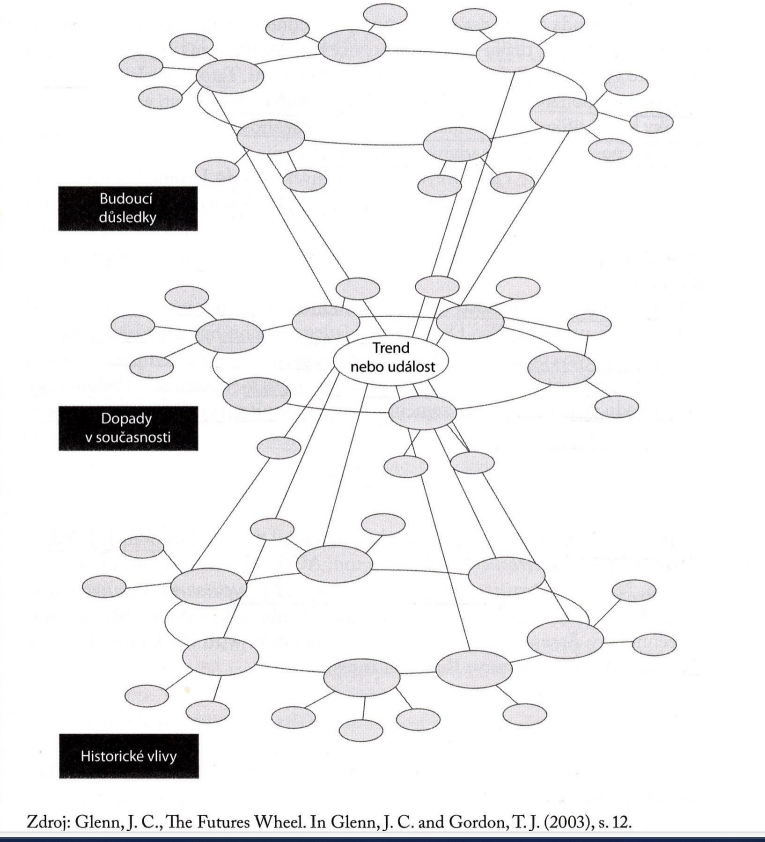 Budoucí
důsledky
Trend
nebo událost
Dopady
v současnosti
Historické vlivy
Zdroj: Glenn, J. C., The Futures Wheel. In Glenn, J. C. and Gordon, T. J. (2003), s. 12.